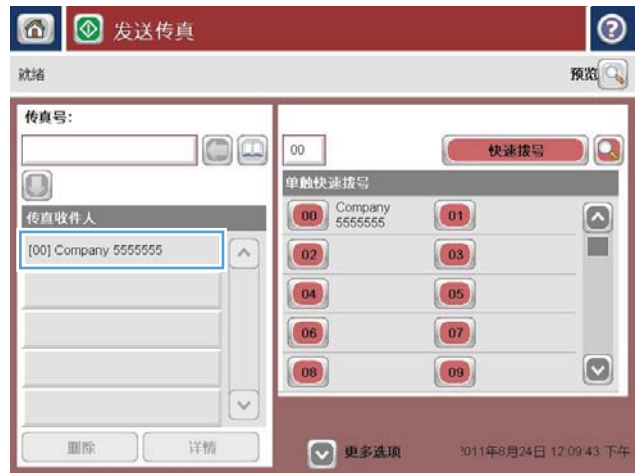 发送传真
就绪
预览
传真号：
00
快速拨号
单触快速拨号
传真收件人
00 Company 5555555 01
[00] Company 5555555
02 03
04 05
06 07
08 09
删除 详情
更多选项
2011年8月24日 12:09:43 下午